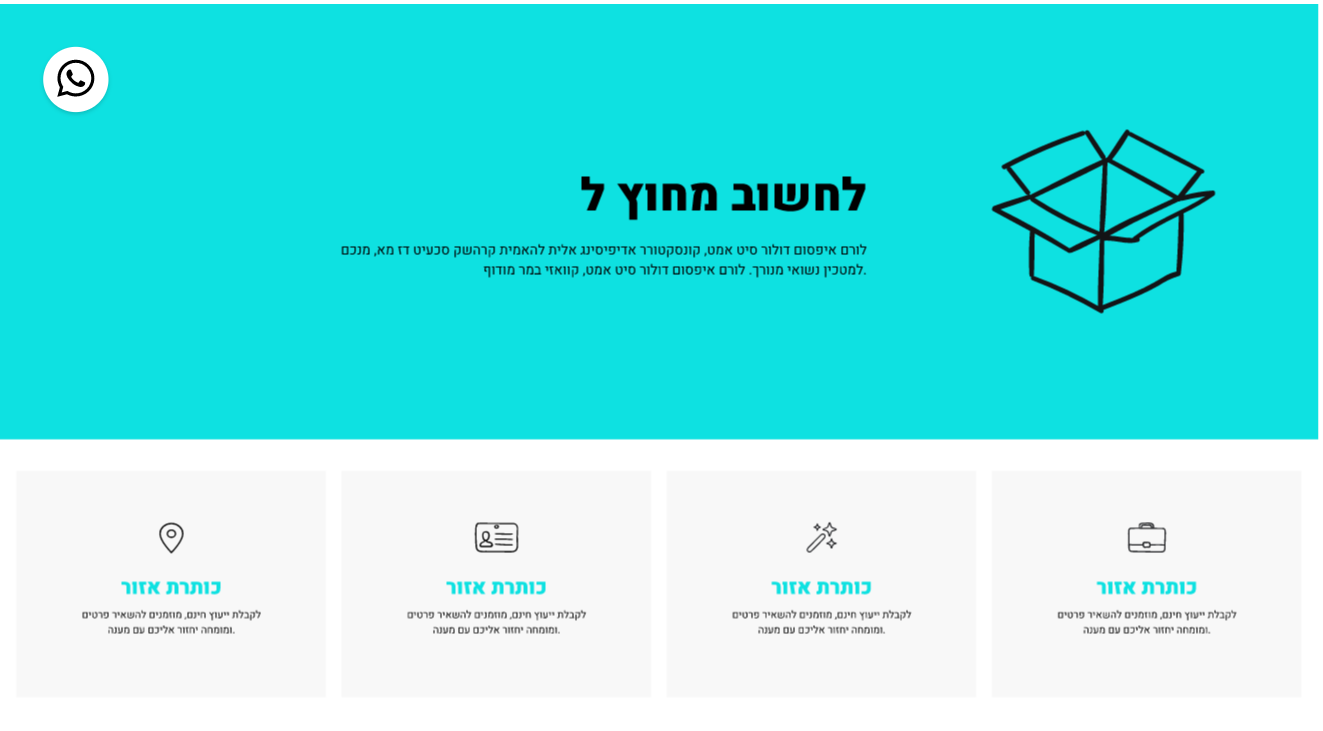 לחשוב מחוץ ל
לורם איפסום דולור סיט אמט, קונסקטורר אדיפיסינג אלית להאמית קרהשק סכעיט דז מא, מנכם
למטכין נשואי מנורך. לורם איפסום דולור סיט אמט, קוואזי במר מודוף.
כותרת אזור
לקבלת ייעוץ חינם, מוזמנים להשאיר פרטים
ומומחה יחזור אליכם עם מענה.
כותרת אזור
לקבלת ייעוץ חינם, מוזמנים להשאיר פרטים
ומומחה יחזור אליכם עם מענה.
כותרת אזור
לקבלת ייעוץ חינם, מוזמנים להשאיר פרטים
ומומחה יחזור אליכם עם מענה.
כותרת אזור
לקבלת ייעוץ חינם, מוזמנים להשאיר פרטים
ומומחה יחזור אליכם עם מענה.